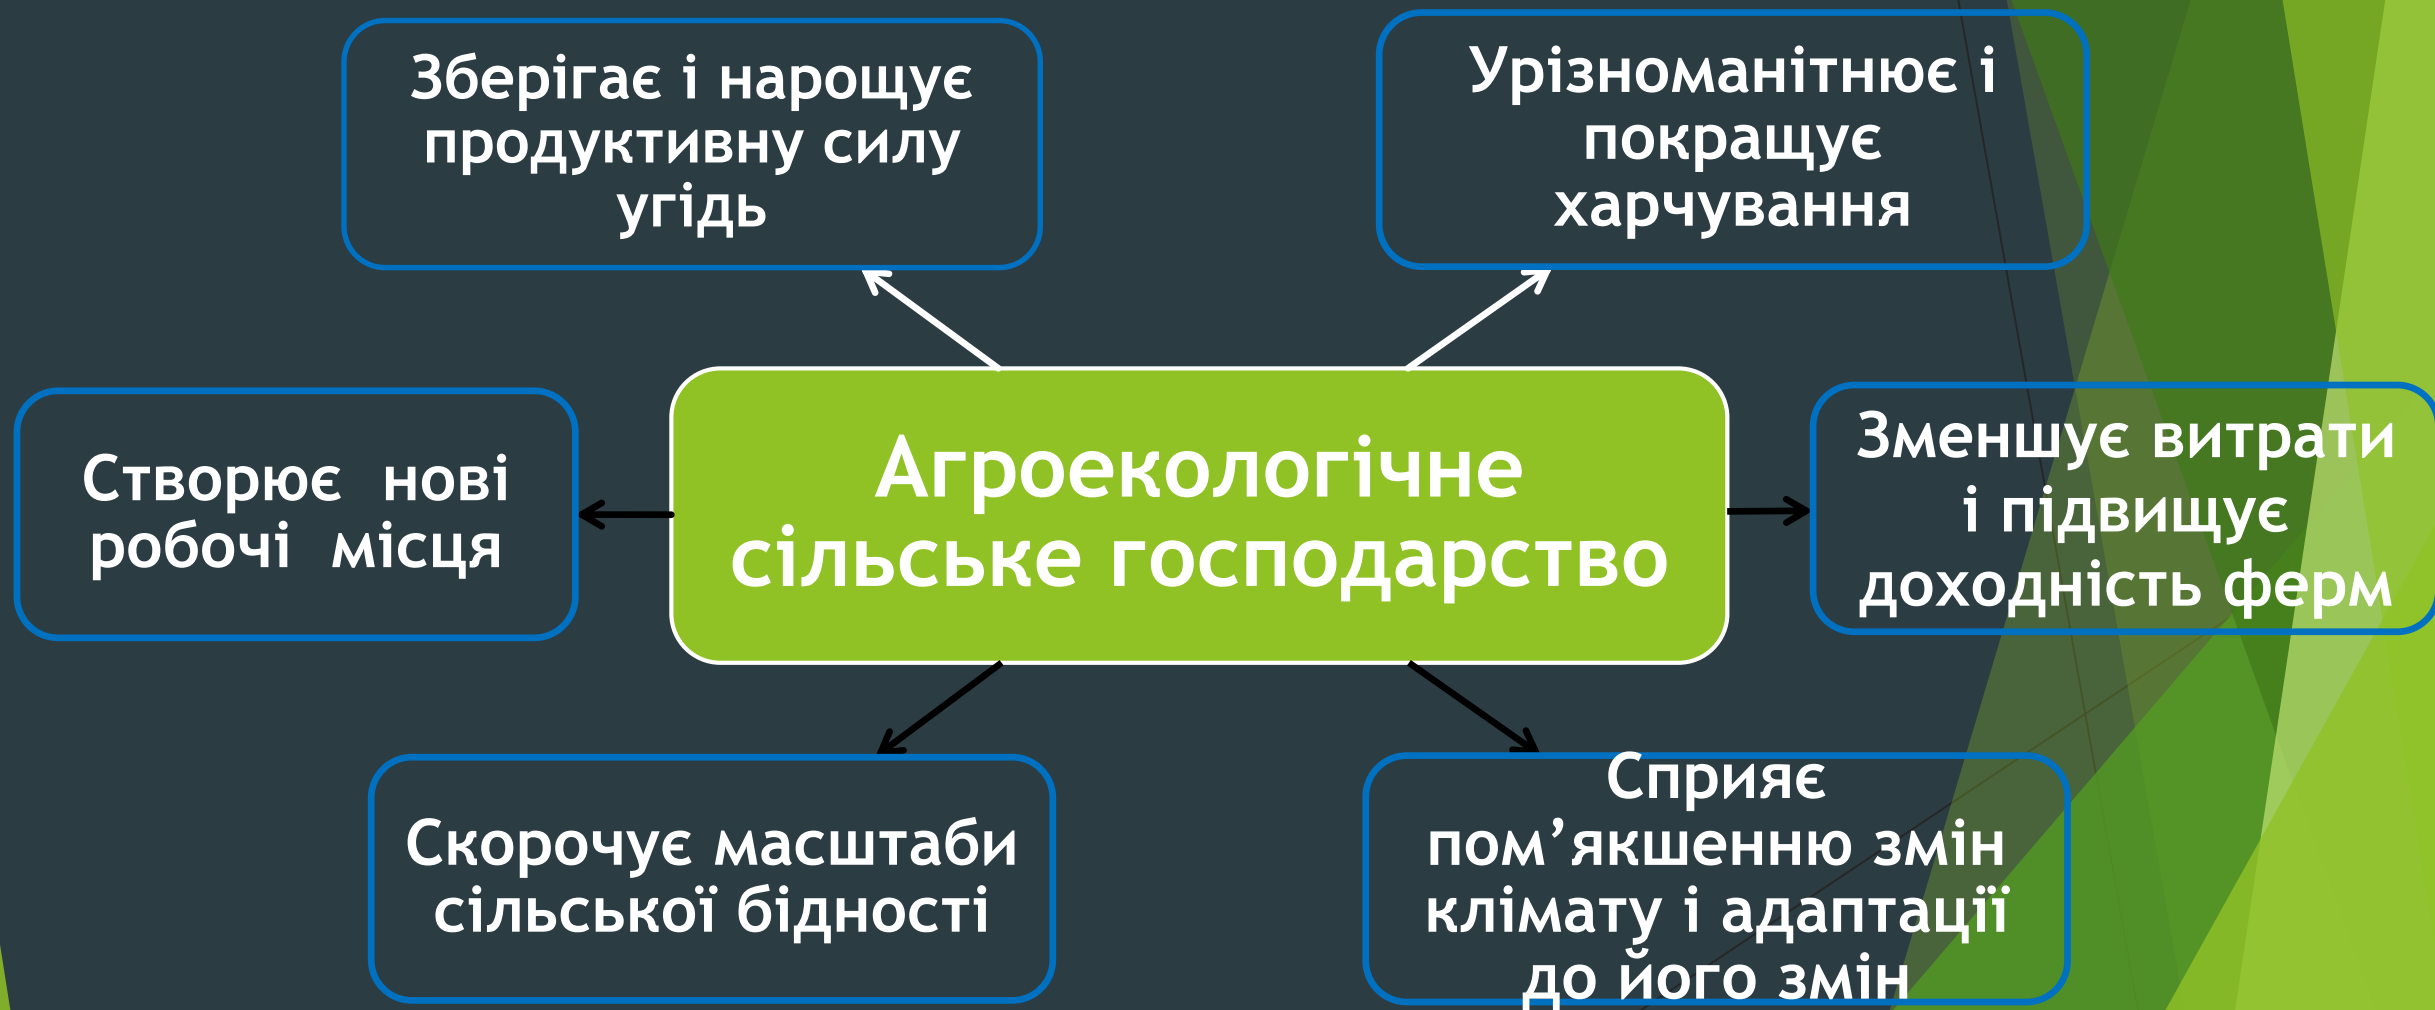 Зберігає і нарощує
продуктивну силу
угідь
Урізноманітнює і
покращує
харчування
Створює  нові
робочі  місця
Агроекологічне
сільське господарство
Зменшує витрати
і підвищує
доходність ферм
Скорочує масштаби
сільської бідності
Сприяє
пом’якшенню змін
клімату і адаптації
до його змін